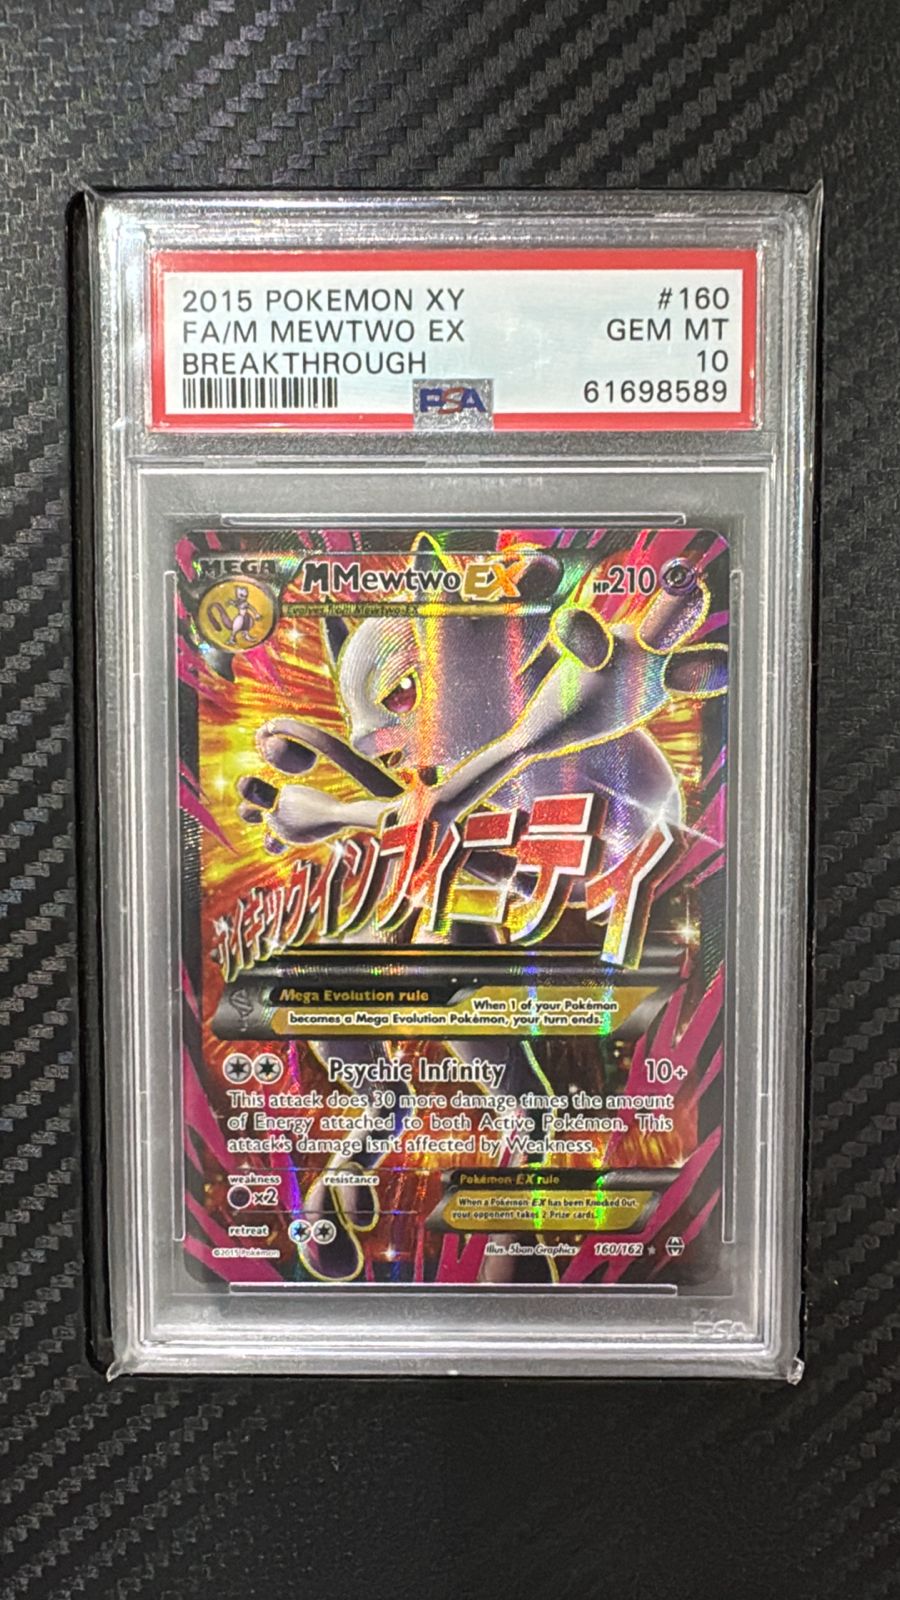 2015 POKEMON XY #160
FA/M MEWTWO EX GEM MT
BREAKTHROUGH 10
PSA 61698589
MEGA M Mewtwo EX HP210
Evolves from Mewtwo-EX
サイキックインフィニティ
Mega Evolution rule
When 1 of your Pokémon
becomes a Mega Evolution Pokémon, your turn ends.
Psychic Infinity 10+
This attack does 30 more damage times the amount
of Energy attached to both Active Pokémon. This
attack's damage isn't affected by Weakness.
weakness resistance
×2
Pokémon-EX rule
When a Pokémon-EX has been Knocked Out,
your opponent takes 2 Prize cards.
retreat
©2015 Pokémon
Illus. 5ban Graphics 160/162
PSA